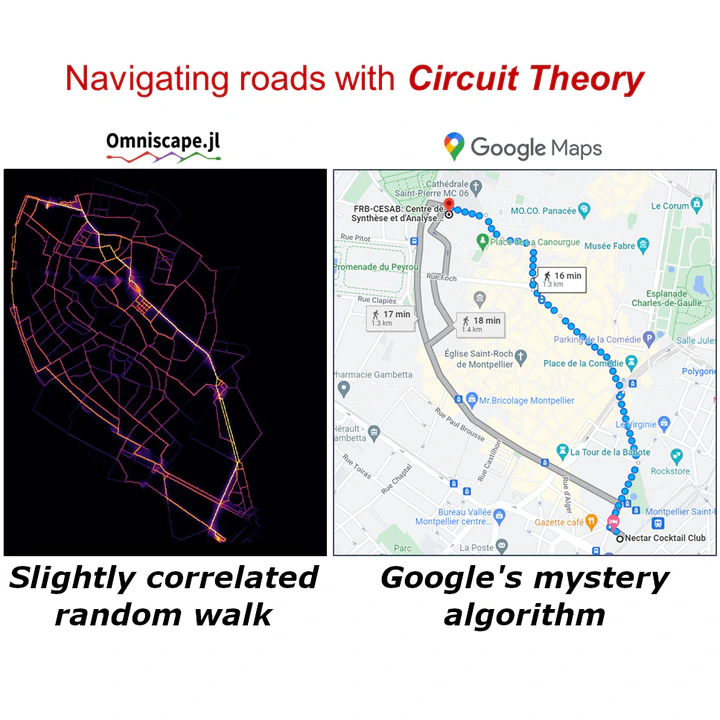 Navigating roads with Circuit Theory
Omniscape.jl
Google Maps
Cathédrale
Saint-Pierre MC 06
FRB-CESAB: Centre de
Synthèse et d'Analyse...
MO.CO. Panacée
Le Corum
Rue Pitot
Place de la Canourgue
Musée Fabre
romenade du Peyrou
Rue Foch
16 min
1.3 km
Esplanade
Charles-de-Gaulle...
Rue Clapiès
17 min
1.3 km
18 min
1.4 km
Parking de la Comédie
Salle Jules
Église Saint-Roch
de Montpellier
Place de la Comédie
Polygone
harmacie Gambetta
Mr.Bricolage Montpellier
Rue Paul Brousse
Le Virginie
Hérault -
ambetta
Rue Castilhon
La Tour de la Babote
Rockstore
Rue Toiras
Rue Chaptal
Rue d'Alger
Bureau Vallée
Montpellier centre...
Gazette café
Montpellier Saint-
Nectar Cocktail Club
Parc
La Poste
Slightly correlated
random walk
Google's mystery
algorithm